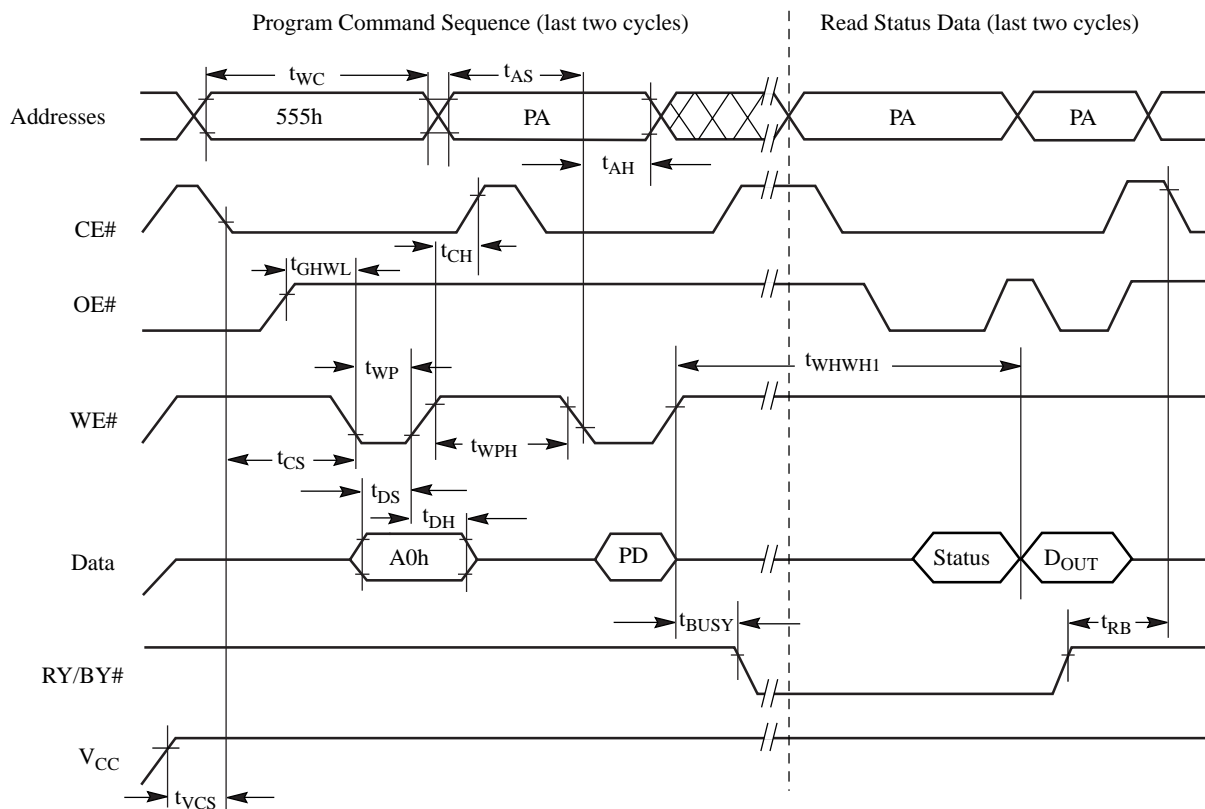 Program Command Sequence (last two cycles) Read Status Data (last two cycles)
tWC tAS
Addresses 555h PA PA PA
tAH
CE#
tCH
tGHWL
OE#
tWP tWHWH1
WE#
tWPH
tCS
tDS
tDH
Data A0h PD Status DOUT
tBUSY tRB
RY/BY#
VCC
tVCS